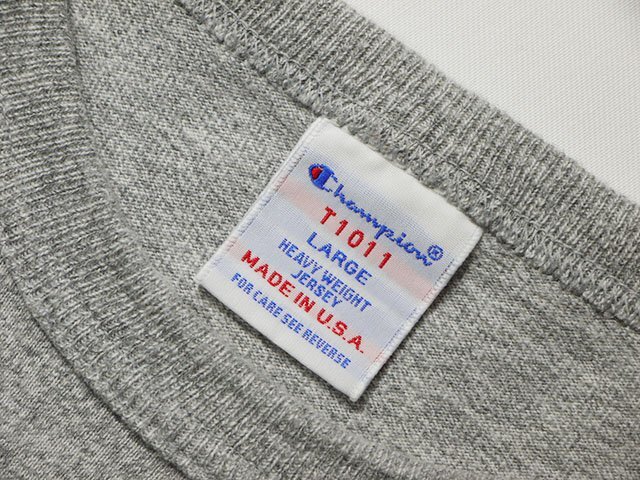 Champion®
T1011
LARGE
HEAVY WEIGHT
JERSEY
MADE IN U.S.A.
FOR CARE SEE REVERSE